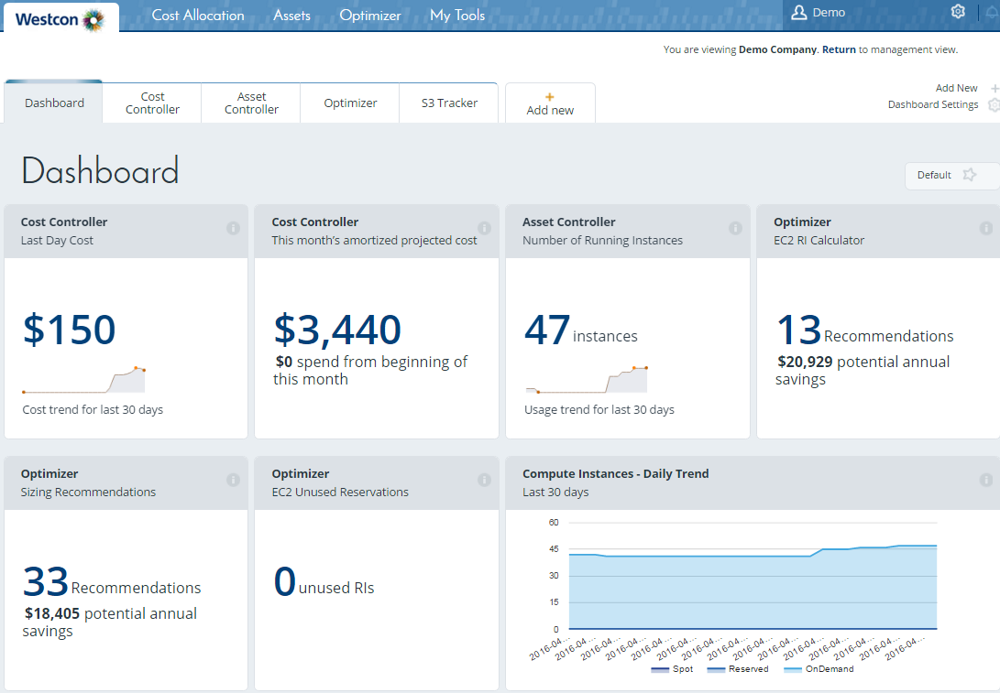 Westcon
Cost Allocation Assets Optimizer My Tools
Demo
You are viewing Demo Company. Return to management view.
Dashboard
Cost
Controller
Asset
Controller
Optimizer
S3 Tracker
+
Add new
Add New +
Dashboard Settings
Dashboard
Default
Cost Controller
Last Day Cost
$150
Cost trend for last 30 days
Cost Controller
This month's amortized projected cost
$3,440
$0 spend from beginning of
this month
Asset Controller
Number of Running Instances
47 instances
Usage trend for last 30 days
Optimizer
EC2 RI Calculator
13 Recommendations
$20,929 potential annual
savings
Optimizer
Sizing Recommendations
33 Recommendations
$18,405 potential annual
savings
Optimizer
EC2 Unused Reservations
0 unused RIs
Compute Instances - Daily Trend
Last 30 days
60
45
30
15
0
2016-04... 2016-04... 2016-04... 2016-04... 2016-04... 2016-04... 2016-04... 2016-04... 2016-04... 2016-04... 2016-04... 2016-04... 2016-04... 2016-04... 2016-04...
Spot Reserved OnDemand